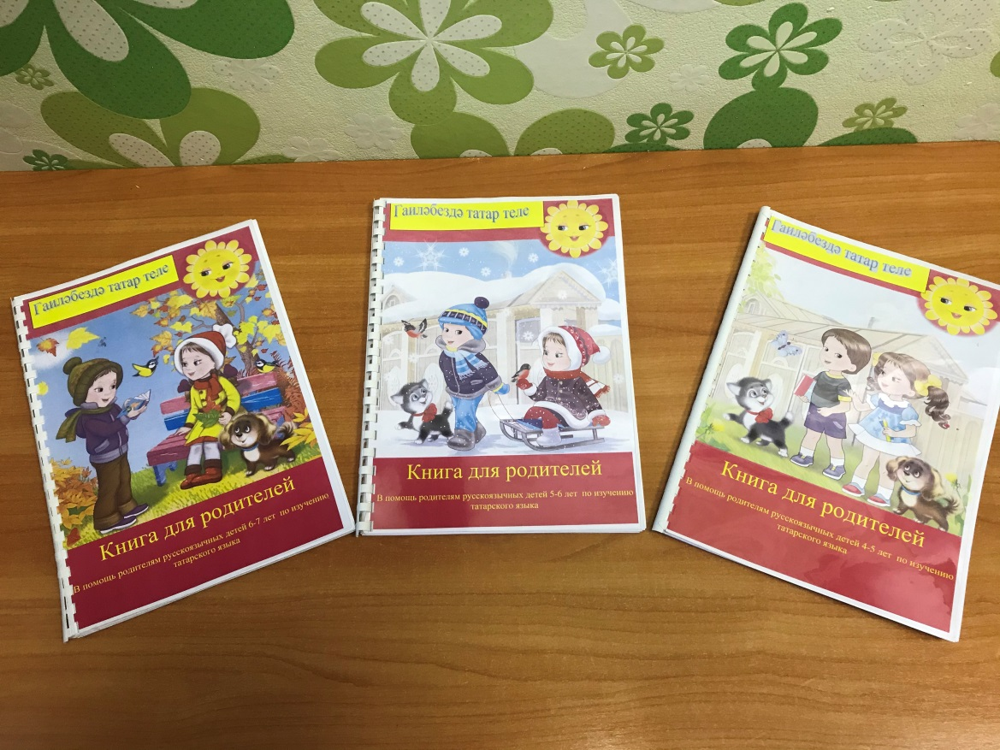 Гаиләбездә татар теле
Книга для родителей
В помощь родителям русскоязычных детей 6-7 лет по изучению
татарского языка
Гаиләбездә татар теле
Книга для родителей
В помощь родителям русскоязычных детей 5-6 лет по изучению
татарского языка
Гаиләбездә татар теле
Книга для родителей
В помощь родителям русскоязычных детей 4-5 лет по изучению
татарского языка